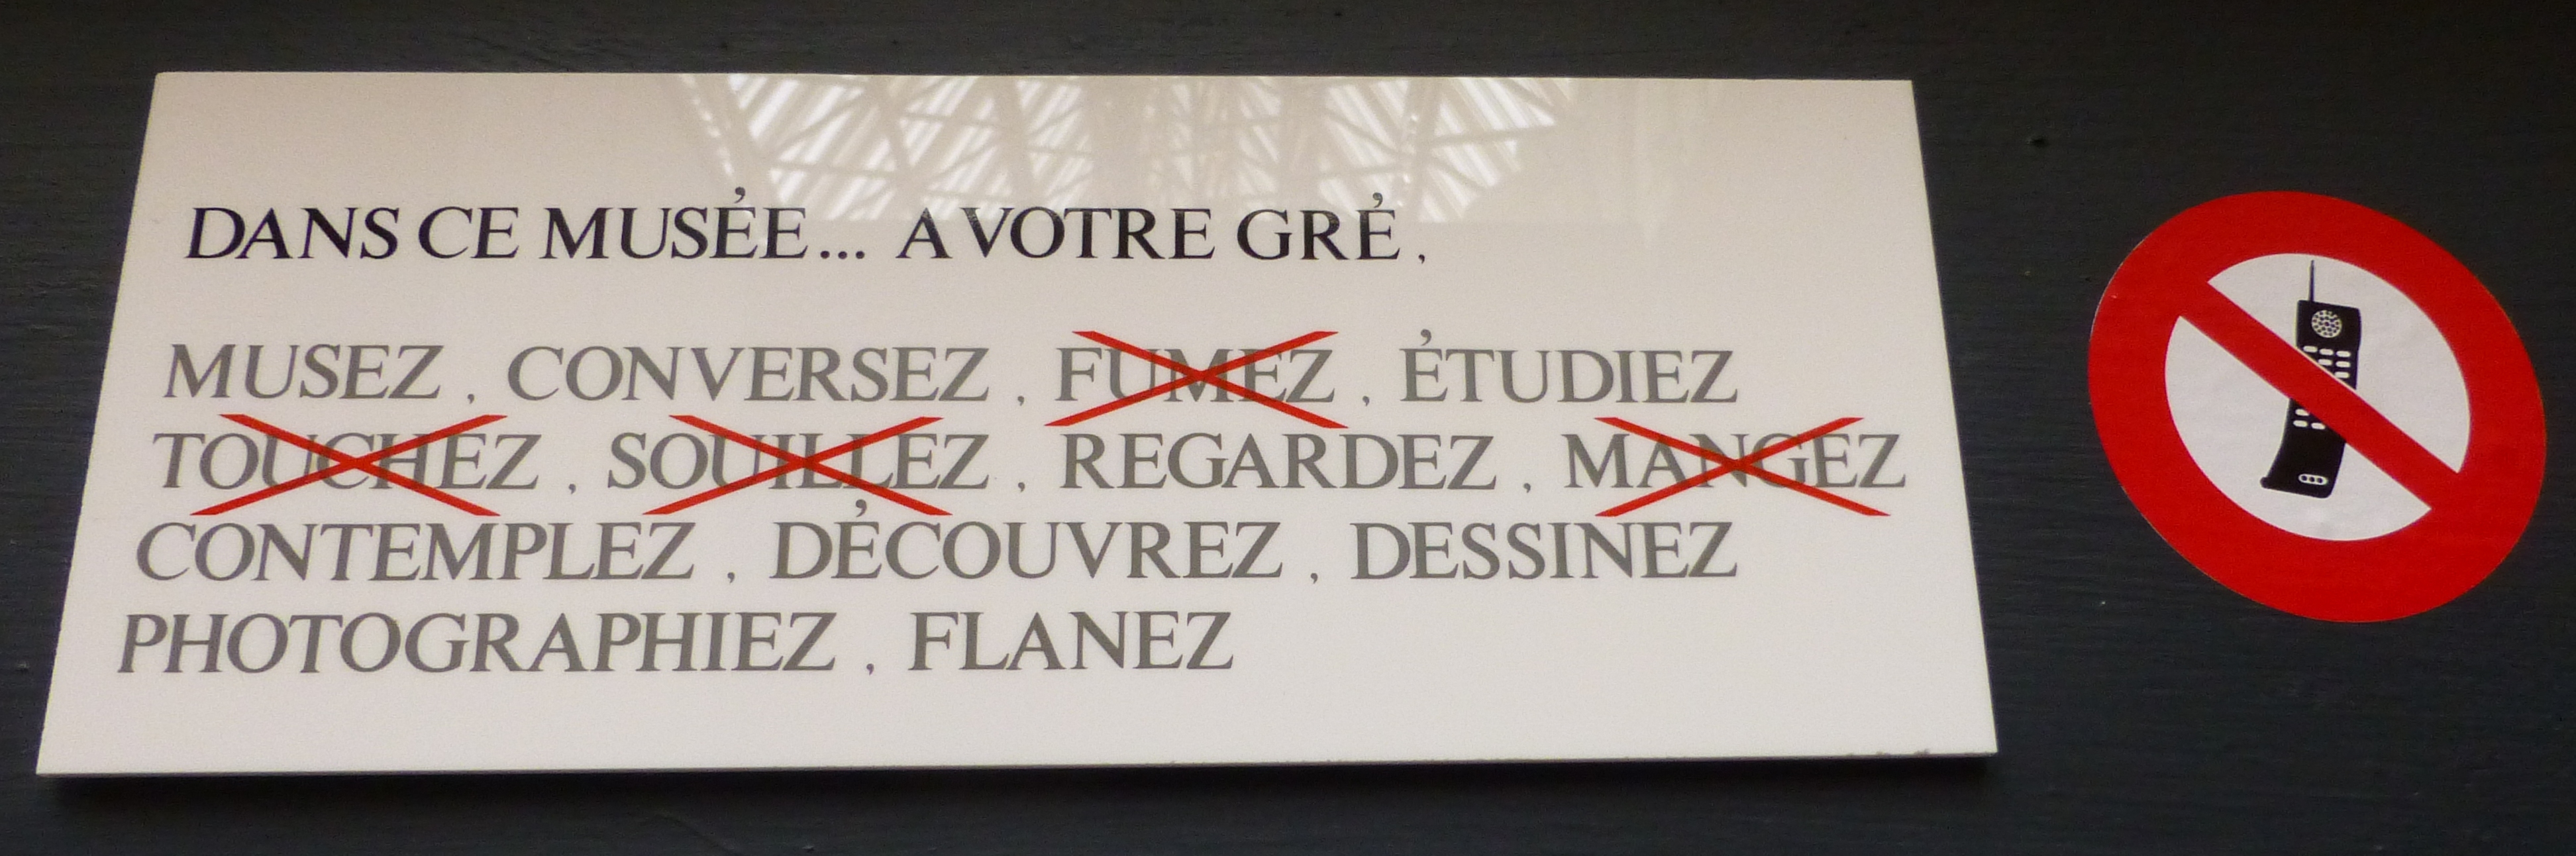 DANS CE MUSÉE... A VOTRE GRÉ,
MUSEZ, CONVERSEZ, FUMEZ, ÉTUDIEZ
TOUCHEZ, SOUILLEZ, REGARDEZ, MANGEZ
CONTEMPLEZ, DÉCOUVREZ, DESSINEZ
PHOTOGRAPHIEZ, FLANEZ